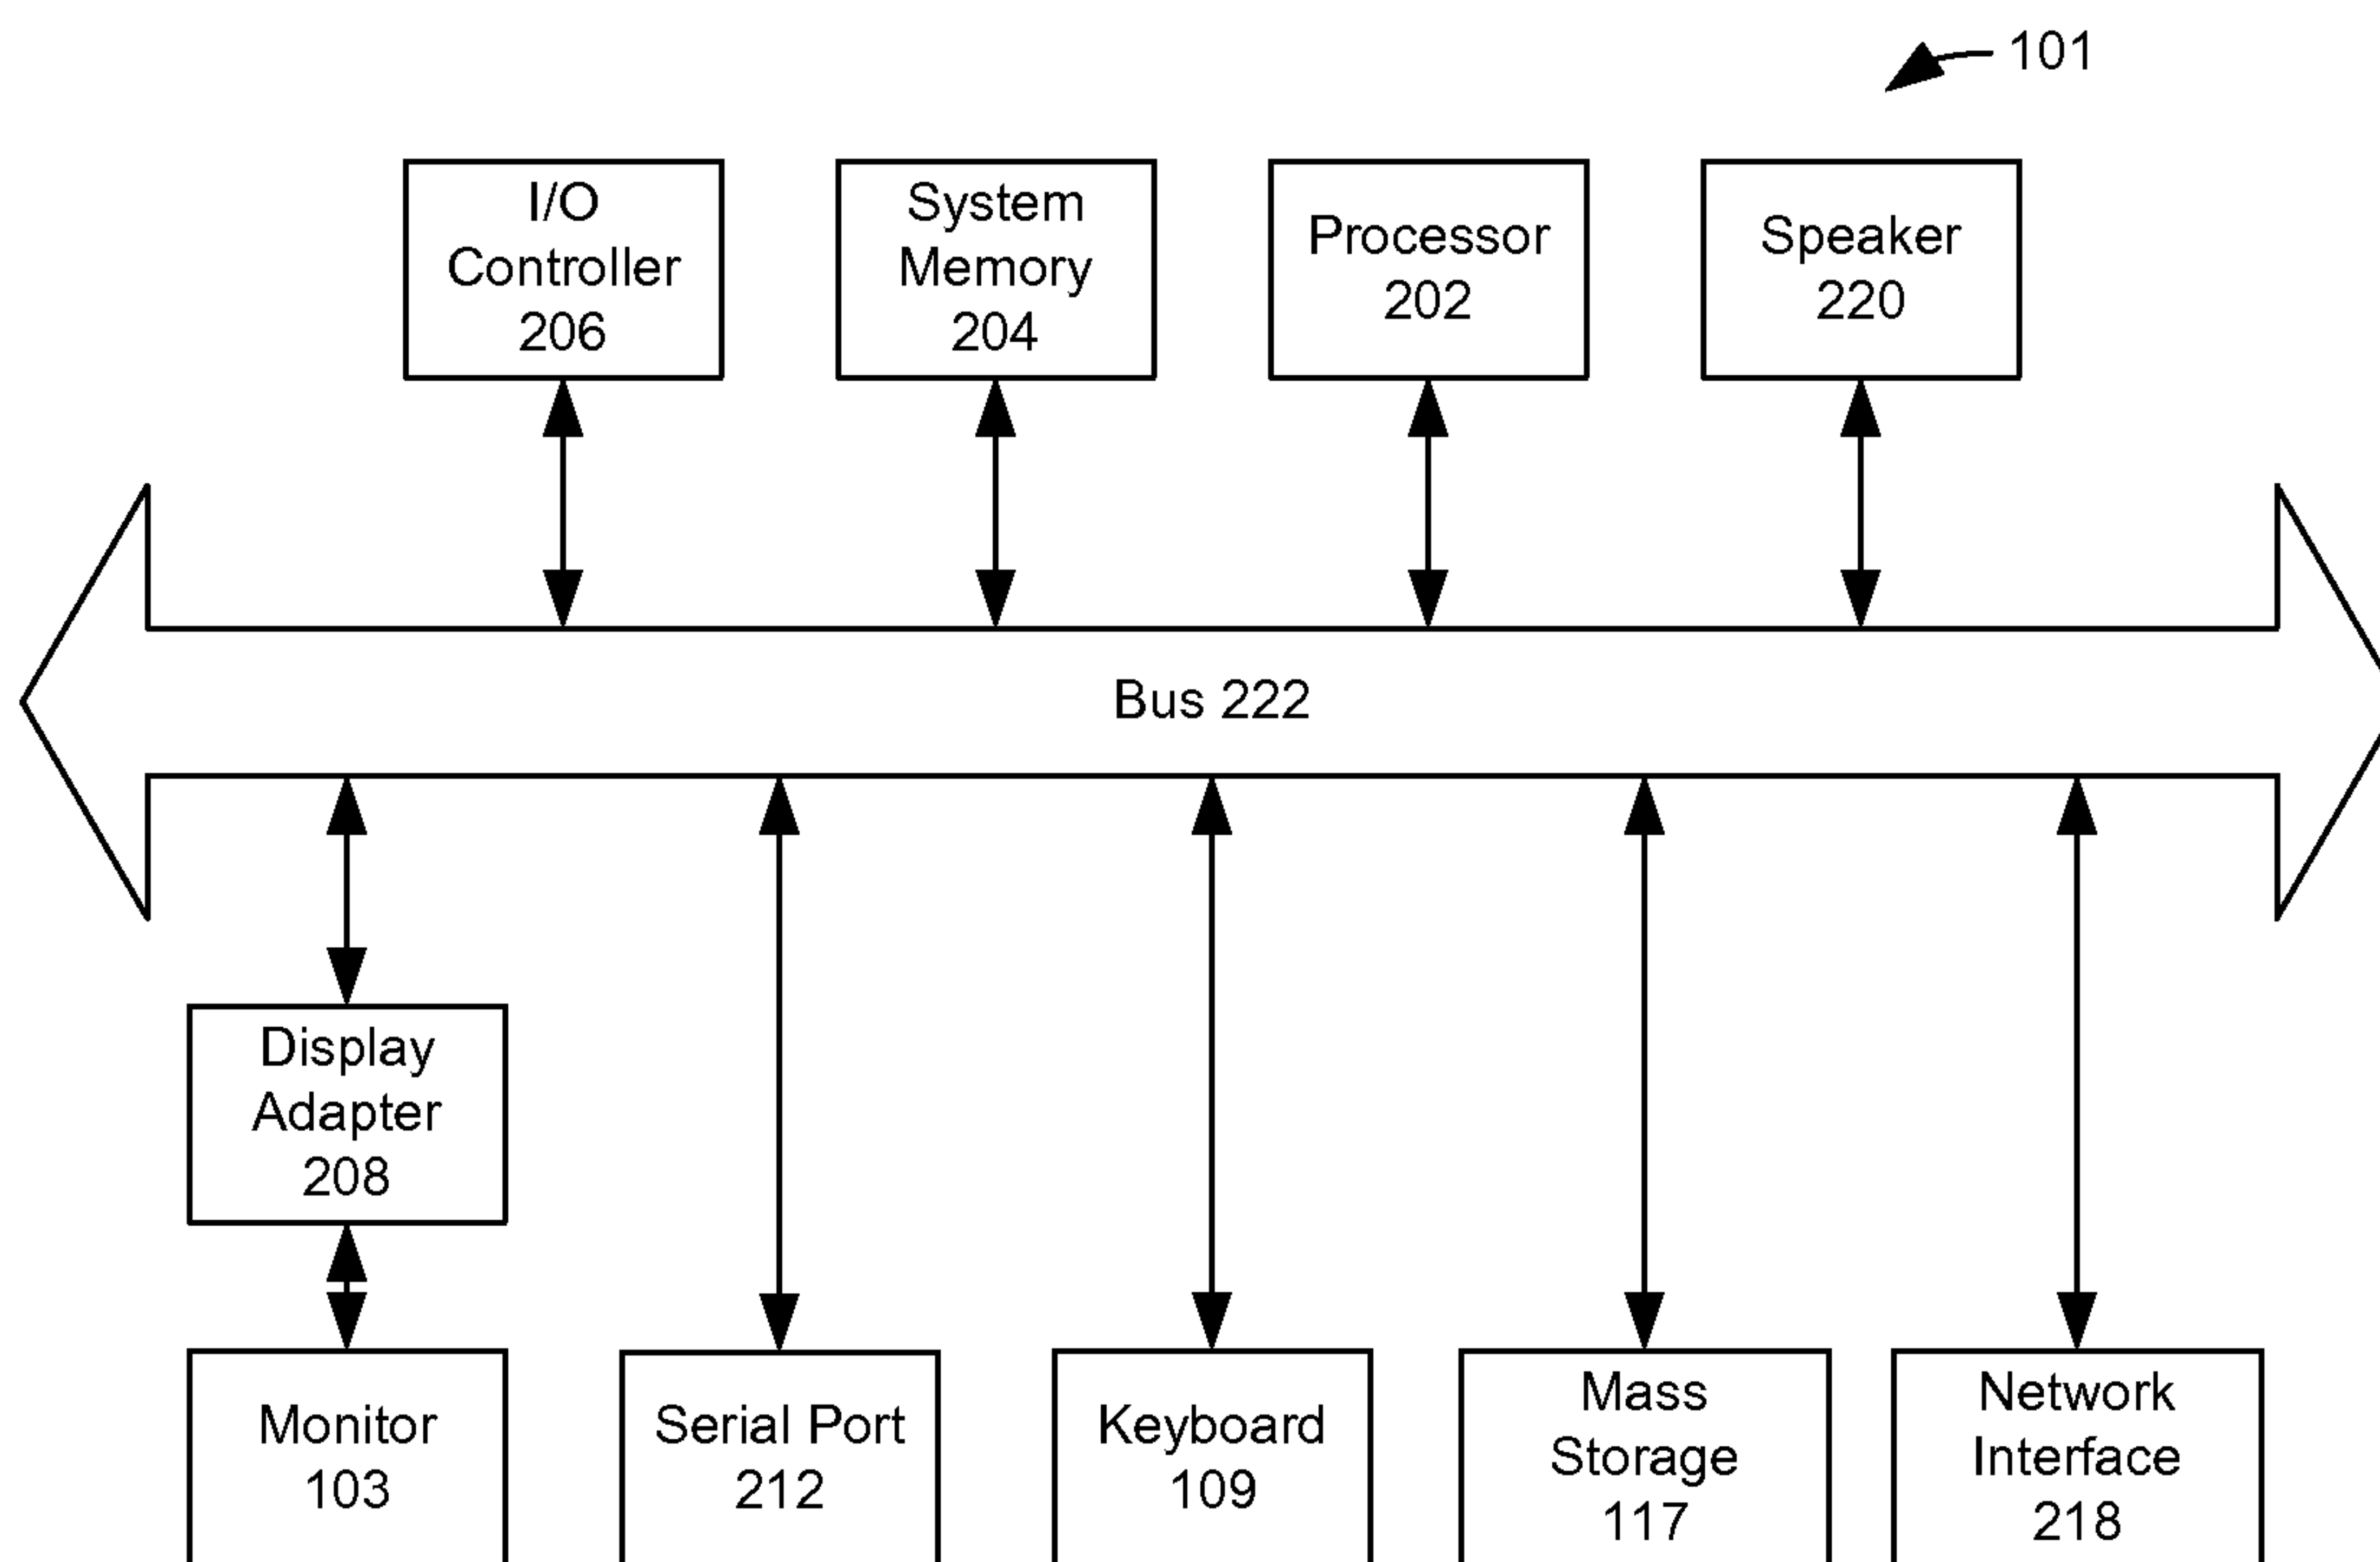 101
I/O
Controller
206
System
Memory
204
Processor
202
Speaker
220
Bus 222
Display
Adapter
208
Monitor
103
Serial Port
212
Keyboard
109
Mass
Storage
117
Network
Interface
218